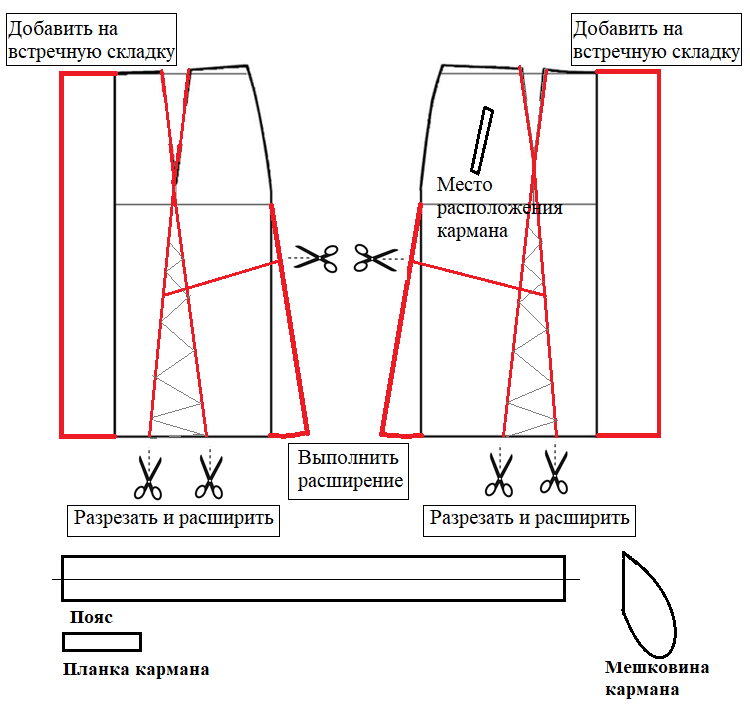 Добавить на
встречную складку
Добавить на
встречную складку
Место
расположения
кармана
Выполнить
расширение
Разрезать и расширить
Разрезать и расширить
Пояс
Планка кармана
Мешковина
кармана